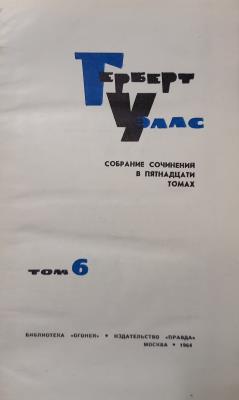 Герберт
Уэллс
СОБРАНИЕ СОЧИНЕНИЙ
В ПЯТНАДЦАТИ
ТОМАХ
ТОМ 6
БИБЛИОТЕКА «ОГОНЕК» • ИЗДАТЕЛЬСТВО «ПРАВДА»
МОСКВА • 1964